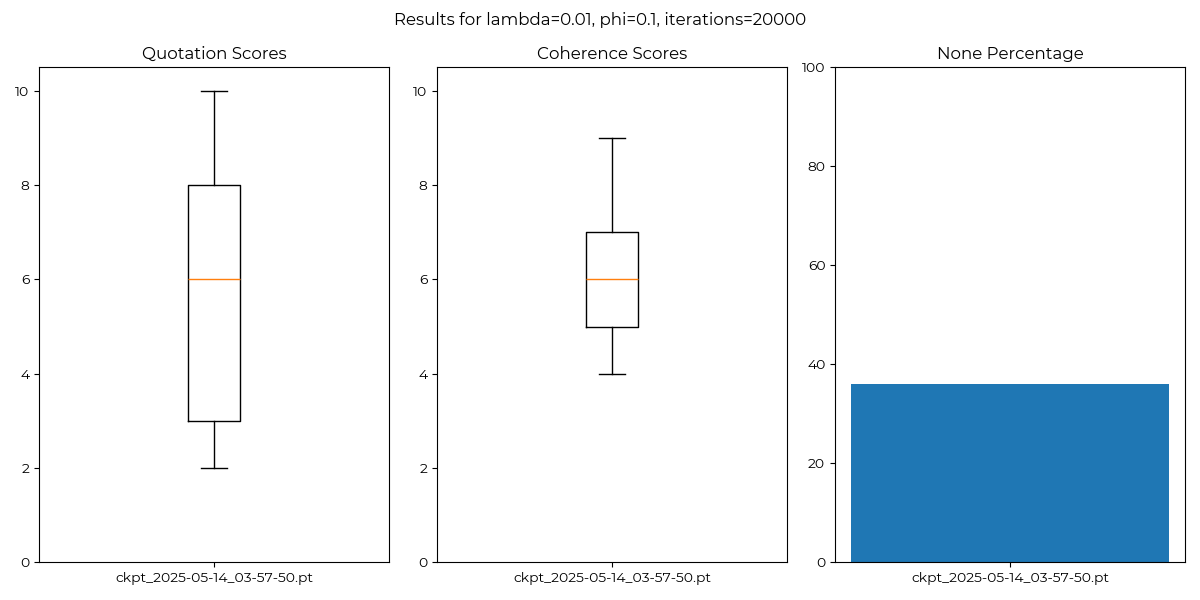 Results for lambda=0.01, phi=0.1, iterations=20000
Quotation Scores
10
8
6
4
2
0
ckpt_2025-05-14_03-57-50.pt
Coherence Scores
10
8
6
4
2
0
ckpt_2025-05-14_03-57-50.pt
None Percentage
100
80
60
40
20
0
ckpt_2025-05-14_03-57-50.pt